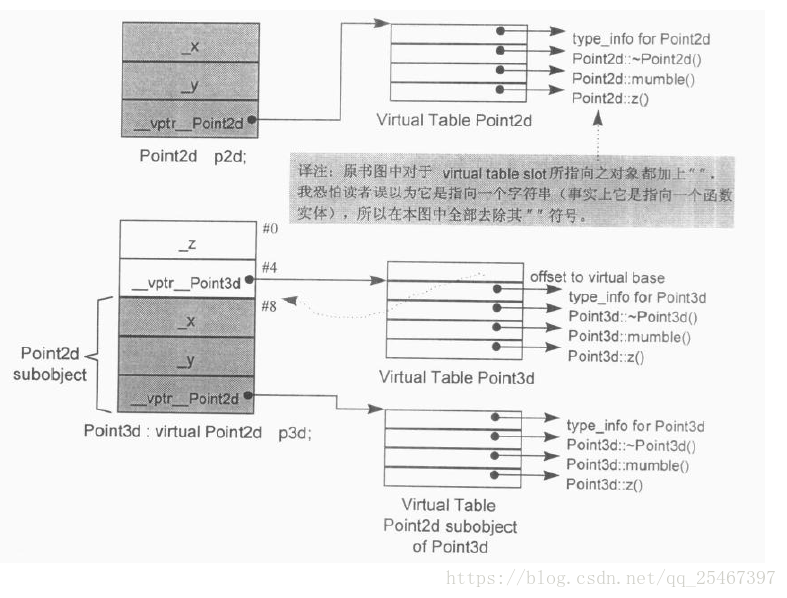 _x
_y
__vptr__Point2d
Point2d p2d;
Virtual Table Point2d
type_info for Point2d
Point2d::~Point2d()
Point2d::mumble()
Point2d::z()
译注：原书图中对于 virtual table slot所指向之对象都加上""，
我恐怕读者误以为它是指向一个字符串（事实上它是指向一个函数
实体），所以在本图中全部去除其""符号。
#0
_z
#4
__vptr__Point3d
#8
_x
_y
__vptr__Point2d
Point2d
subobject
Point3d : virtual Point2d p3d;
offset to virtual base
type_info for Point3d
Point3d::~Point3d()
Point3d::mumble()
Point3d::z()
Virtual Table Point3d
type_info for Point3d
Point3d::~Point3d()
Point3d::mumble()
Point3d::z()
Virtual Table
Point2d subobject
of Point3d
https://blog.csdn.net/qq_25467397